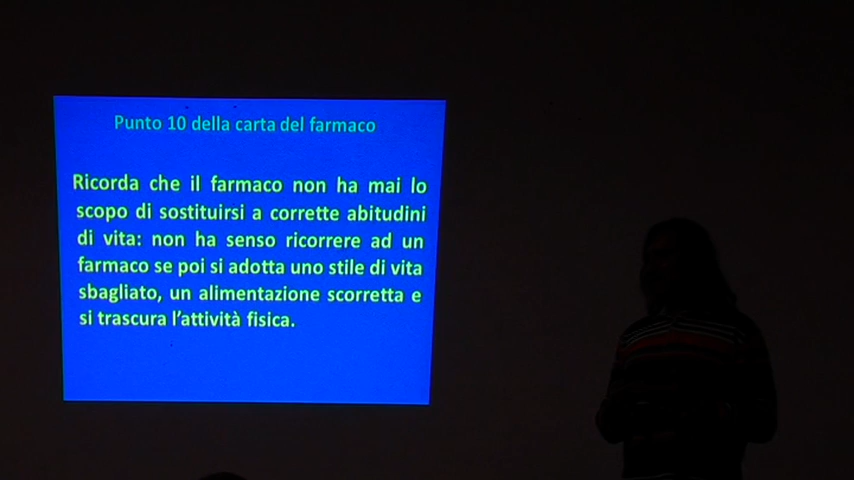 Punto 10 della carta del farmaco
Ricorda che il farmaco non ha mai lo
scopo di sostituirsi a corrette abitudini
di vita: non ha senso ricorrere ad un
farmaco se poi si adotta uno stile di vita
sbagliato, un alimentazione scorretta e
si trascura l'attività fisica.